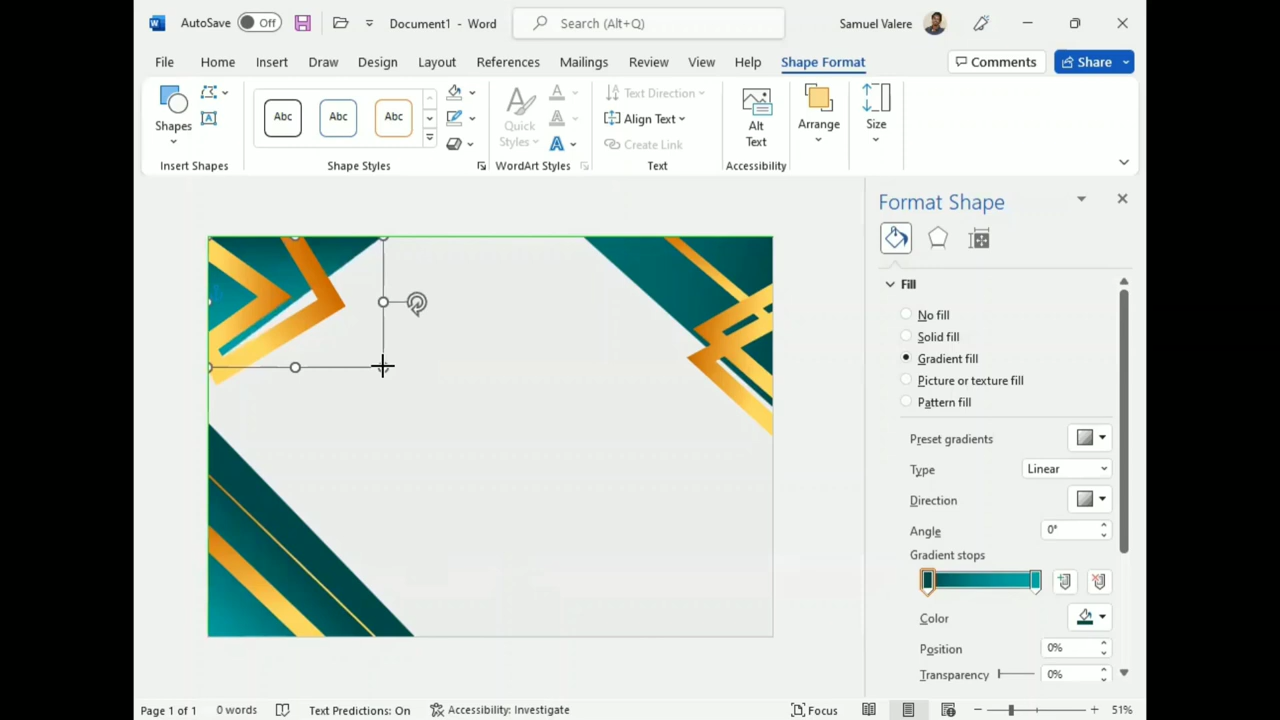 AutoSave Off Document1 - Word Search (Alt+Q) Samuel Valere
File Home Insert Draw Design Layout References Mailings Review View Help Shape Format Comments Share
Shapes
Abc Abc Abc
Quick
Styles
Text Direction
Align Text
Create Link
Alt
Text
Arrange
Size
Insert Shapes Shape Styles WordArt Styles Text Accessibility
Format Shape
Fill
No fill
Solid fill
Gradient fill
Picture or texture fill
Pattern fill
Preset gradients
Type Linear
Direction
Angle 0°
Gradient stops
Color
Position 0%
Transparency 0%
Page 1 of 1 0 words Text Predictions: On Accessibility: Investigate Focus 51%